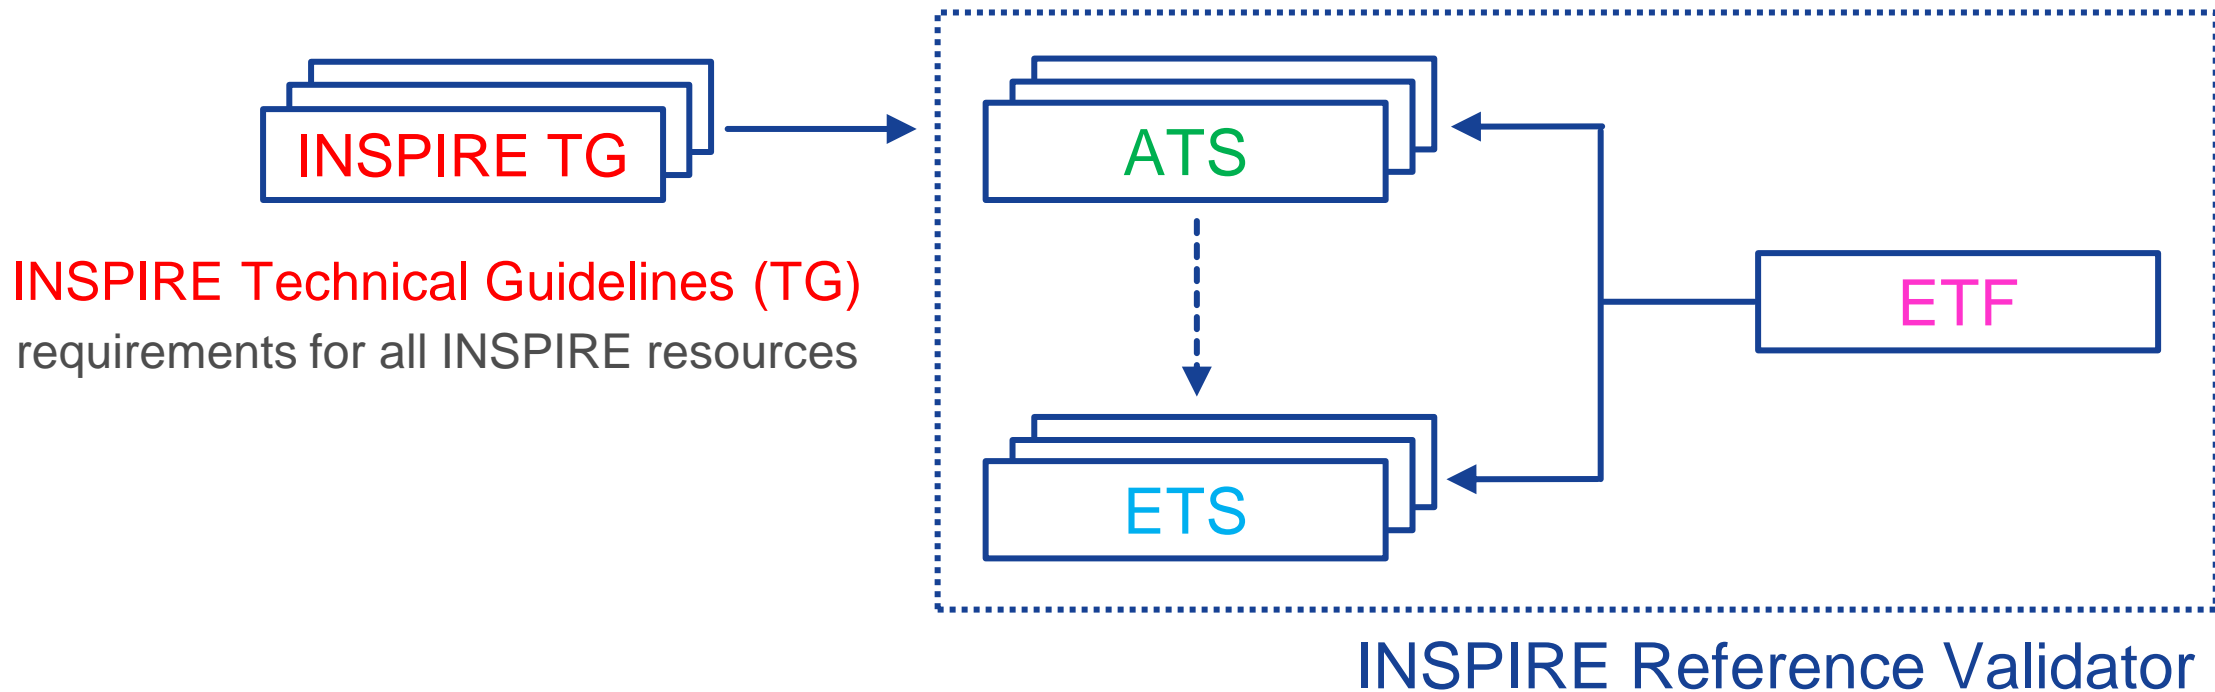 INSPIRE TG
ATS
INSPIRE Technical Guidelines (TG)
requirements for all INSPIRE resources
ETF
ETS
INSPIRE Reference Validator